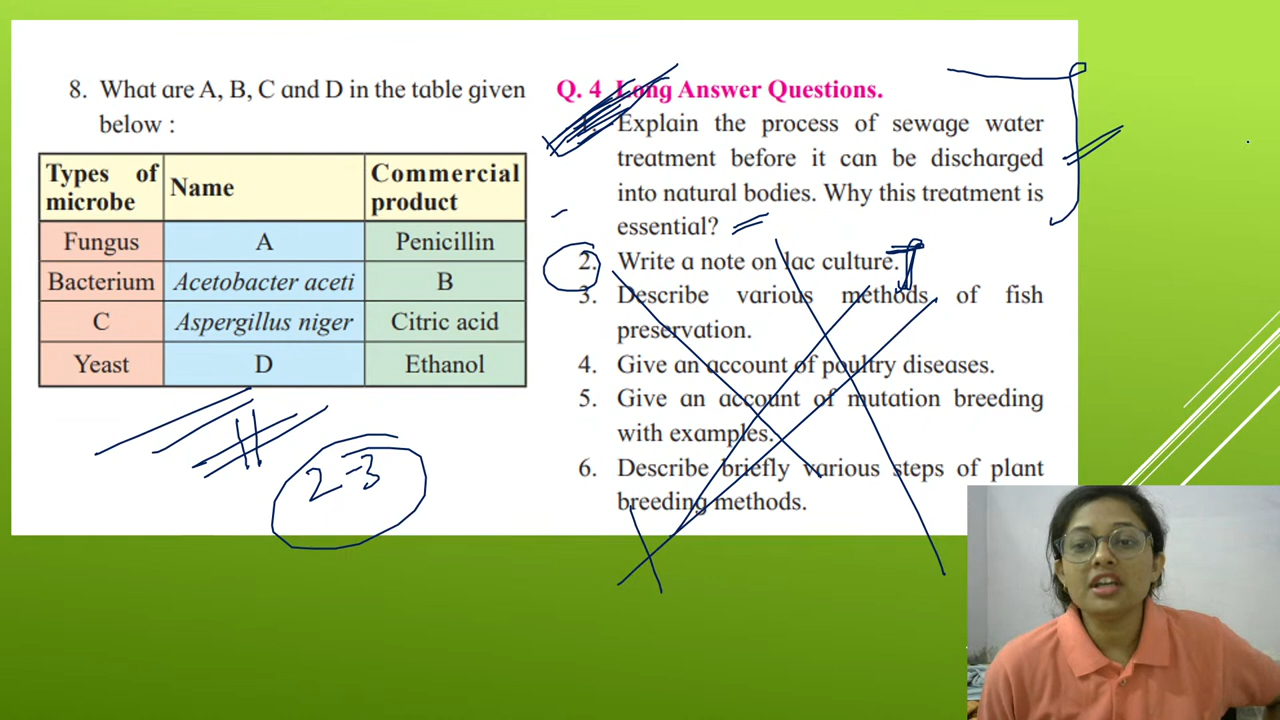 8. What are A, B, C and D in the table given
below :
Types of microbe Name Commercial product
Fungus A Penicillin
Bacterium Acetobacter aceti B
C Aspergillus niger Citric acid
Yeast D Ethanol
2-3
Q. 4 Long Answer Questions.
Explain the process of sewage water
treatment before it can be discharged
into natural bodies. Why this treatment is
essential?
2. Write a note on lac culture.
3. Describe various methods of fish
preservation.
4. Give an account of poultry diseases.
5. Give an account of mutation breeding
with examples.
6. Describe briefly various steps of plant
breeding methods.